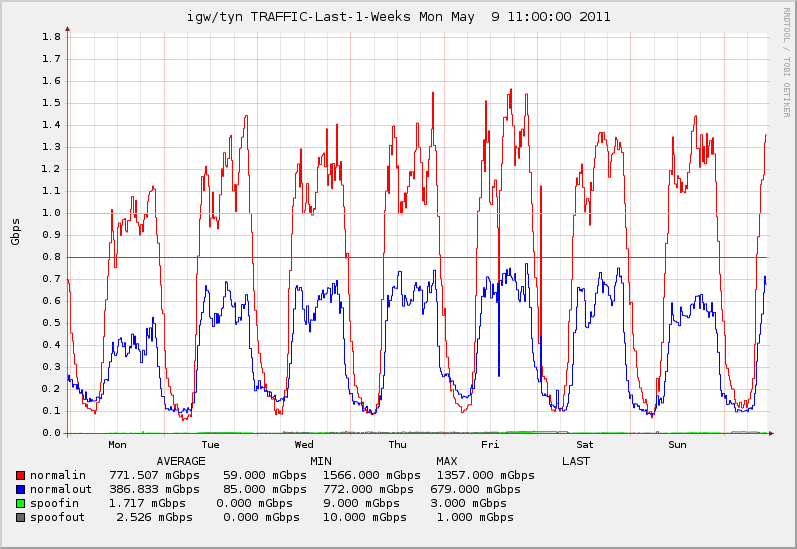 igw/tyn TRAFFIC-Last-1-Weeks Mon May  9 11:00:00 2011
RRDTOOL / TOBI OETIKER
Gbps
1.8
1.7
1.6
1.5
1.4
1.3
1.2
1.1
1.0
0.9
0.8
0.7
0.6
0.5
0.4
0.3
0.2
0.1
0.0
Mon Tue Wed Thu Fri Sat Sun
AVERAGE MIN MAX LAST
normalin 771.507 mGbps 59.000 mGbps 1566.000 mGbps 1357.000 mGbps
normalout 386.833 mGbps 85.000 mGbps 772.000 mGbps 679.000 mGbps
spoofin 1.717 mGbps 0.000 mGbps 9.000 mGbps 3.000 mGbps
spoofout 2.526 mGbps 0.000 mGbps 10.000 mGbps 1.000 mGbps